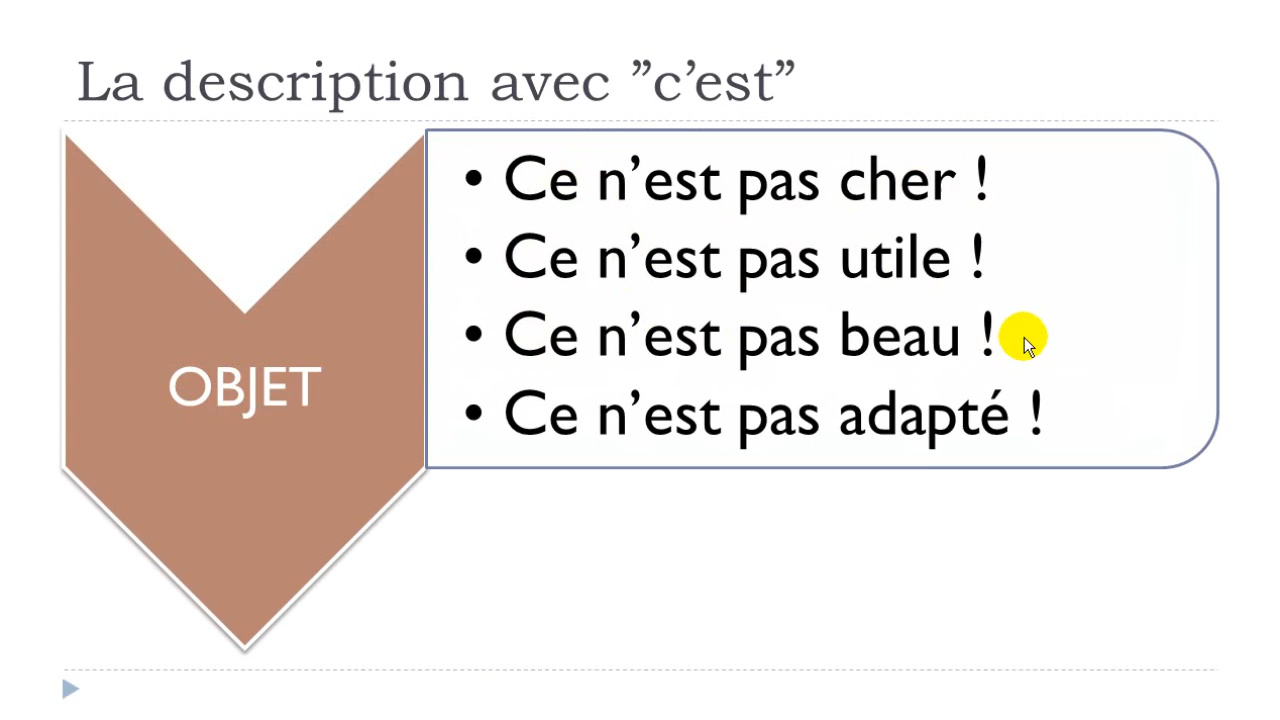 La description avec ”c’est”
OBJET
• Ce n’est pas cher !
• Ce n’est pas utile !
• Ce n’est pas beau !
• Ce n’est pas adapté !